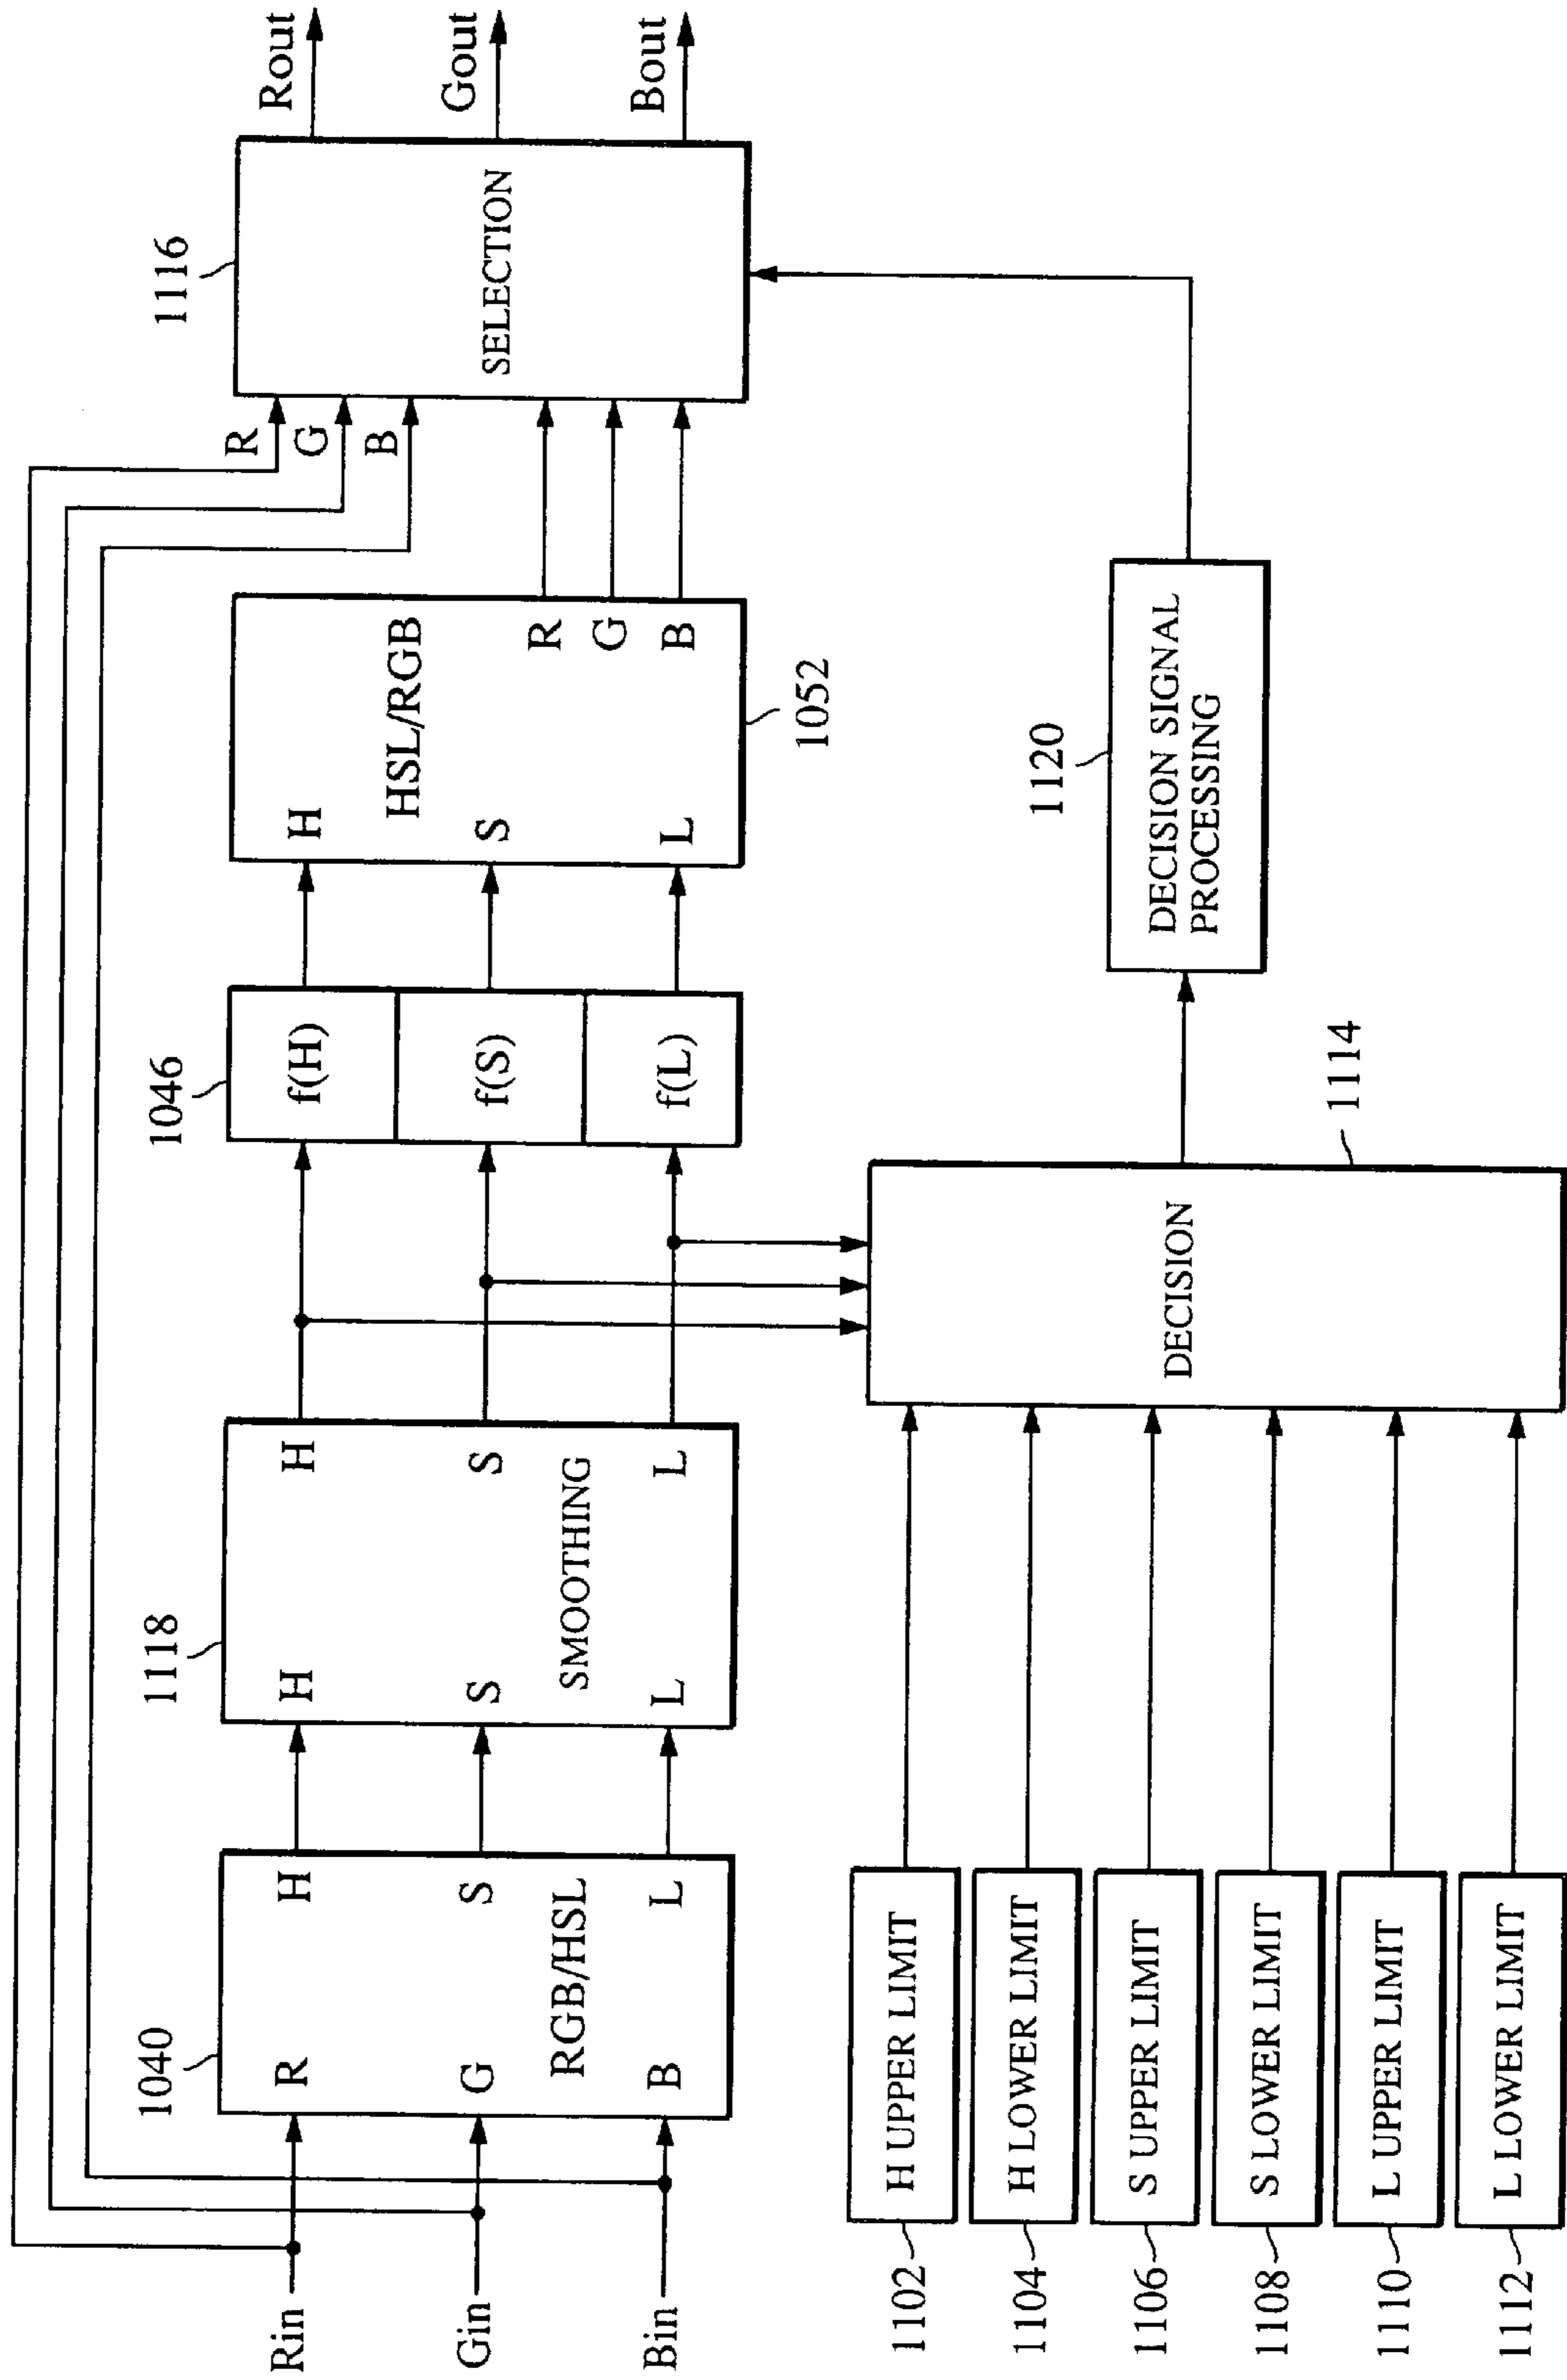 Rin
Gin
Bin
1040
R
G
B
RGB/HSL
H
S
L
1118
H
S
L
SMOOTHING
H
S
L
1046
f(H)
f(S)
f(L)
H
S
L
HSL/RGB
R
G
B
1052
R
G
B
1116
SELECTION
Rout
Gout
Bout
1102
H UPPER LIMIT
1104
H LOWER LIMIT
1106
S UPPER LIMIT
1108
S LOWER LIMIT
1110
L UPPER LIMIT
1112
L LOWER LIMIT
DECISION
1114
1120
DECISION SIGNAL
PROCESSING